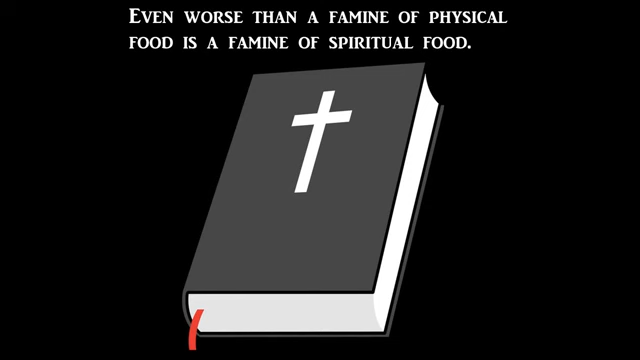 Even worse than a famine of physical
food is a famine of spiritual food.